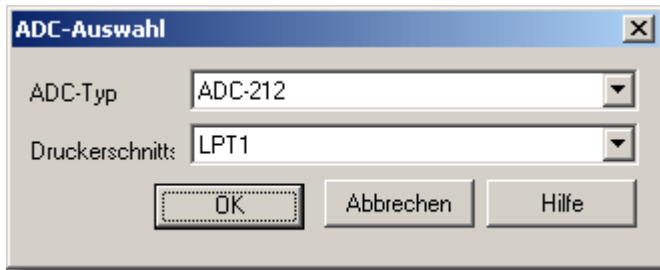 ADC-Auswahl
ADC-Typ ADC-212
Druckerschnitts LPT1
OK Abbrechen Hilfe